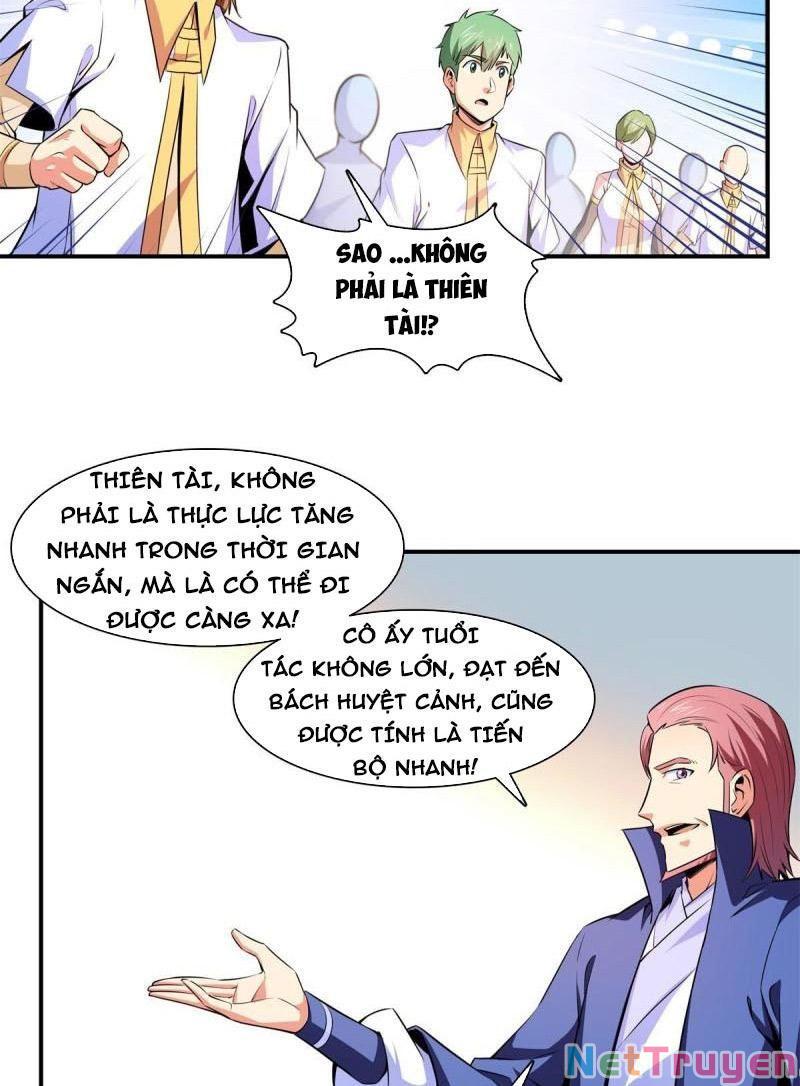 SAO ...KHÔNG
PHẢI LÀ THIÊN
TÀI!?
THIÊN TÀI, KHÔNG
PHẢI LÀ THỰC LỰC TĂNG
NHANH TRONG THỜI GIAN
NGẮN, MÀ LÀ CÓ THỂ ĐI
ĐƯỢC CÀNG XA!
CÔ ẤY TUỔI
TÁC KHÔNG LỚN, ĐẠT ĐẾN
BÁCH HUYỆT CẢNH, CŨNG
ĐƯỢC TÍNH LÀ TIẾN
BỘ NHANH!
NetTruyen